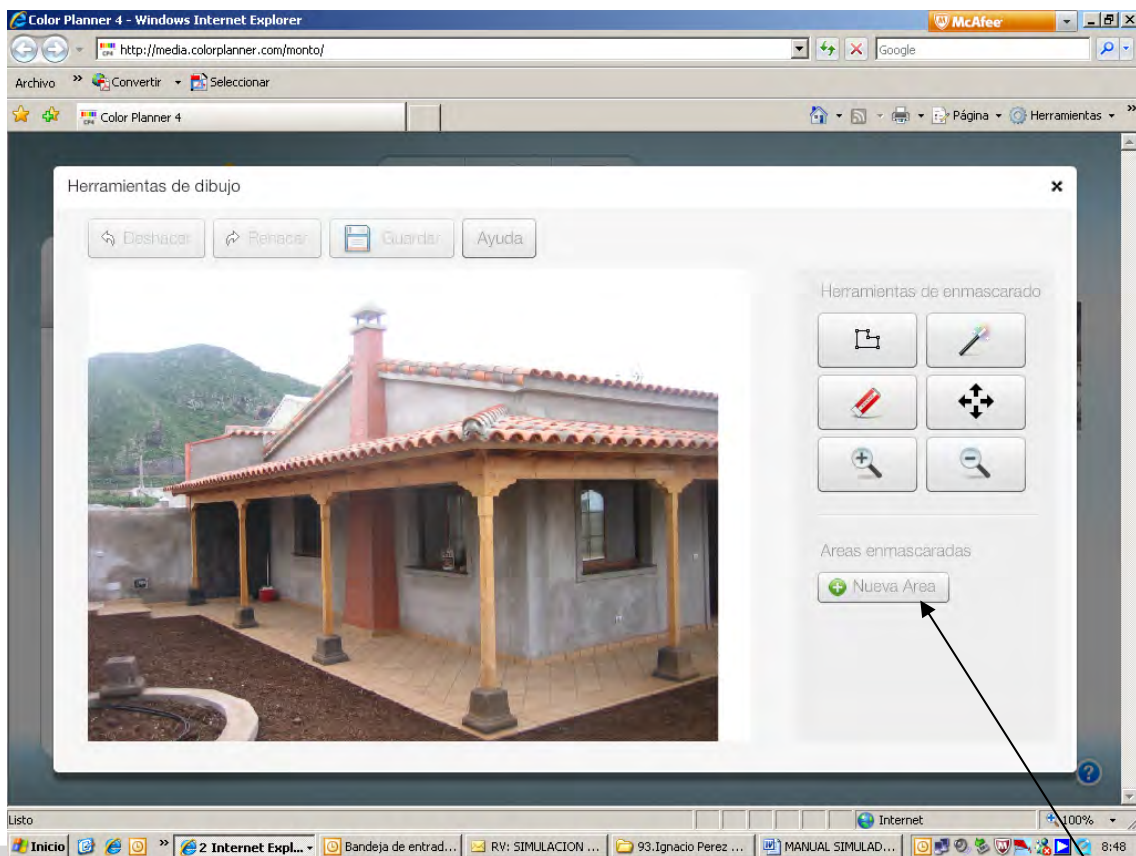 Color Planner 4 - Windows Internet Explorer
McAfee
http://media.colorplanner.com/monto/
Google
Archivo » Convertir Seleccionar
Color Planner 4
Página Herramientas »
Herramientas de dibujo
Deshacer Rehacer Guardar Ayuda
Herramientas de enmascarado
Areas enmascaradas
Nueva Area
Listo
Internet
100%
Inicio » 2 Internet Expl... Bandeja de entrad... RV: SIMULACION ... 93.Ignacio Perez ... MANUAL SIMULAD... 8:48